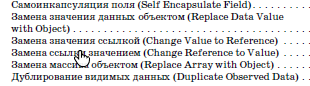 Самоинкапсуляция поля (Self Encapsulate Field) . . . . . . . .
Замена значения данных объектом (Replace Data Value
with Object) . . . . . . . . . . . . . . . . . . . . . . . . . . . . . . .
Замена значения ссылкой (Change Value to Reference) . . . .
Замена ссылки значением (Change Reference to Value) . . . .
Замена массива объектом (Replace Array with Object) . . . . .
Дублирование видимых данных (Duplicate Observed Data) . . .